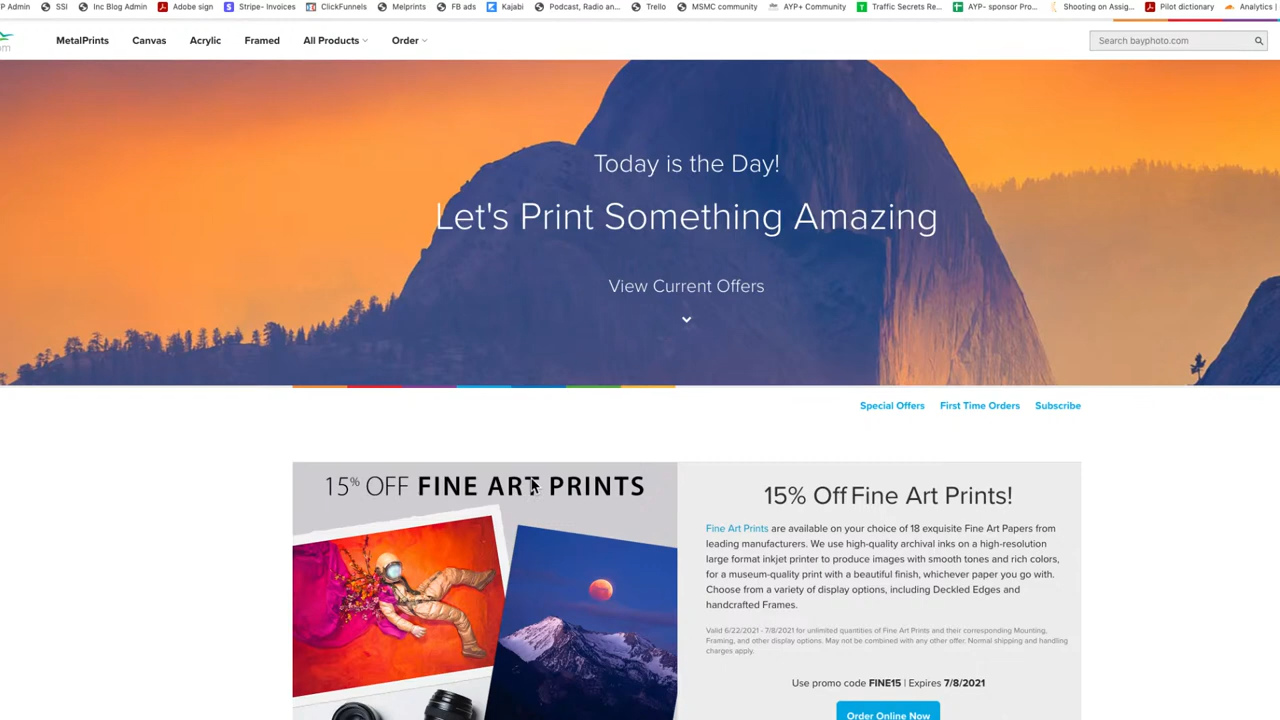 P Admin SSI Inc Blog Admin Adobe sign Stripe- Invoices ClickFunnels Melprints FB ads Kajabi Podcast, Radio an... Trello MSMC community AYP+ Community Traffic Secrets Re... AYP- sponsor Pro... Shooting on Assig... Pilot dictionary Analytics
om MetalPrints Canvas Acrylic Framed All Products Order Search bayphoto.com
Today is the Day!
Let's Print Something Amazing
View Current Offers
Special Offers First Time Orders Subscribe
15% OFF FINE ART PRINTS
15% Off Fine Art Prints!
Fine Art Prints are available on your choice of 18 exquisite Fine Art Papers from
leading manufacturers. We use high-quality archival inks on a high-resolution
large format inkjet printer to produce images with smooth tones and rich colors,
for a museum-quality print with a beautiful finish, whichever paper you go with.
Choose from a variety of display options, including Deckled Edges and
handcrafted Frames.
Valid 6/22/2021 - 7/8/2021 for unlimited quantities of Fine Art Prints and their corresponding Mounting,
Framing, and other display options. May not be combined with any other offer. Normal shipping and handling
charges apply.
Use promo code FINE15 | Expires 7/8/2021
Order Online Now